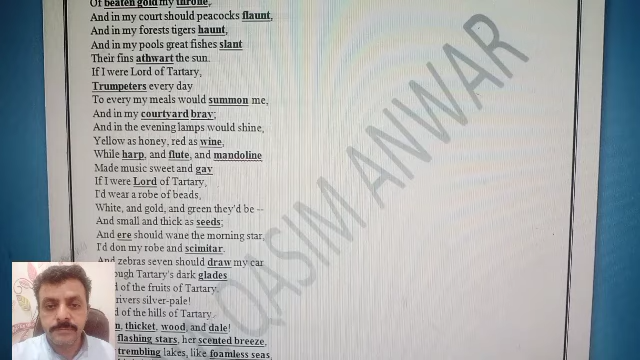 Of beaten gold my throne,
And in my court should peacocks flaunt,
And in my forests tigers haunt,
And in my pools great fishes slant
Their fins athwart the sun.
If I were Lord of Tartary,
Trumpeters every day
To every my meals would summon me,
And in my courtyard bray;
And in the evening lamps would shine,
Yellow as honey, red as wine,
While harp, and flute, and mandoline
Made music sweet and gay
If I were Lord of Tartary,
I'd wear a robe of beads,
White, and gold, and green they'd be --
And small and thick as seeds;
And ere should wane the morning star,
I'd don my robe and scimitar.
And zebras seven should draw my car
Tartary's dark glades
of the fruits of Tartary.
rivers silver-pale!
of the hills of Tartary.
thicket, wood, and dale!
flashing stars, her scented breeze,
trembling lakes, like foamless seas,
QASIM ANWAR